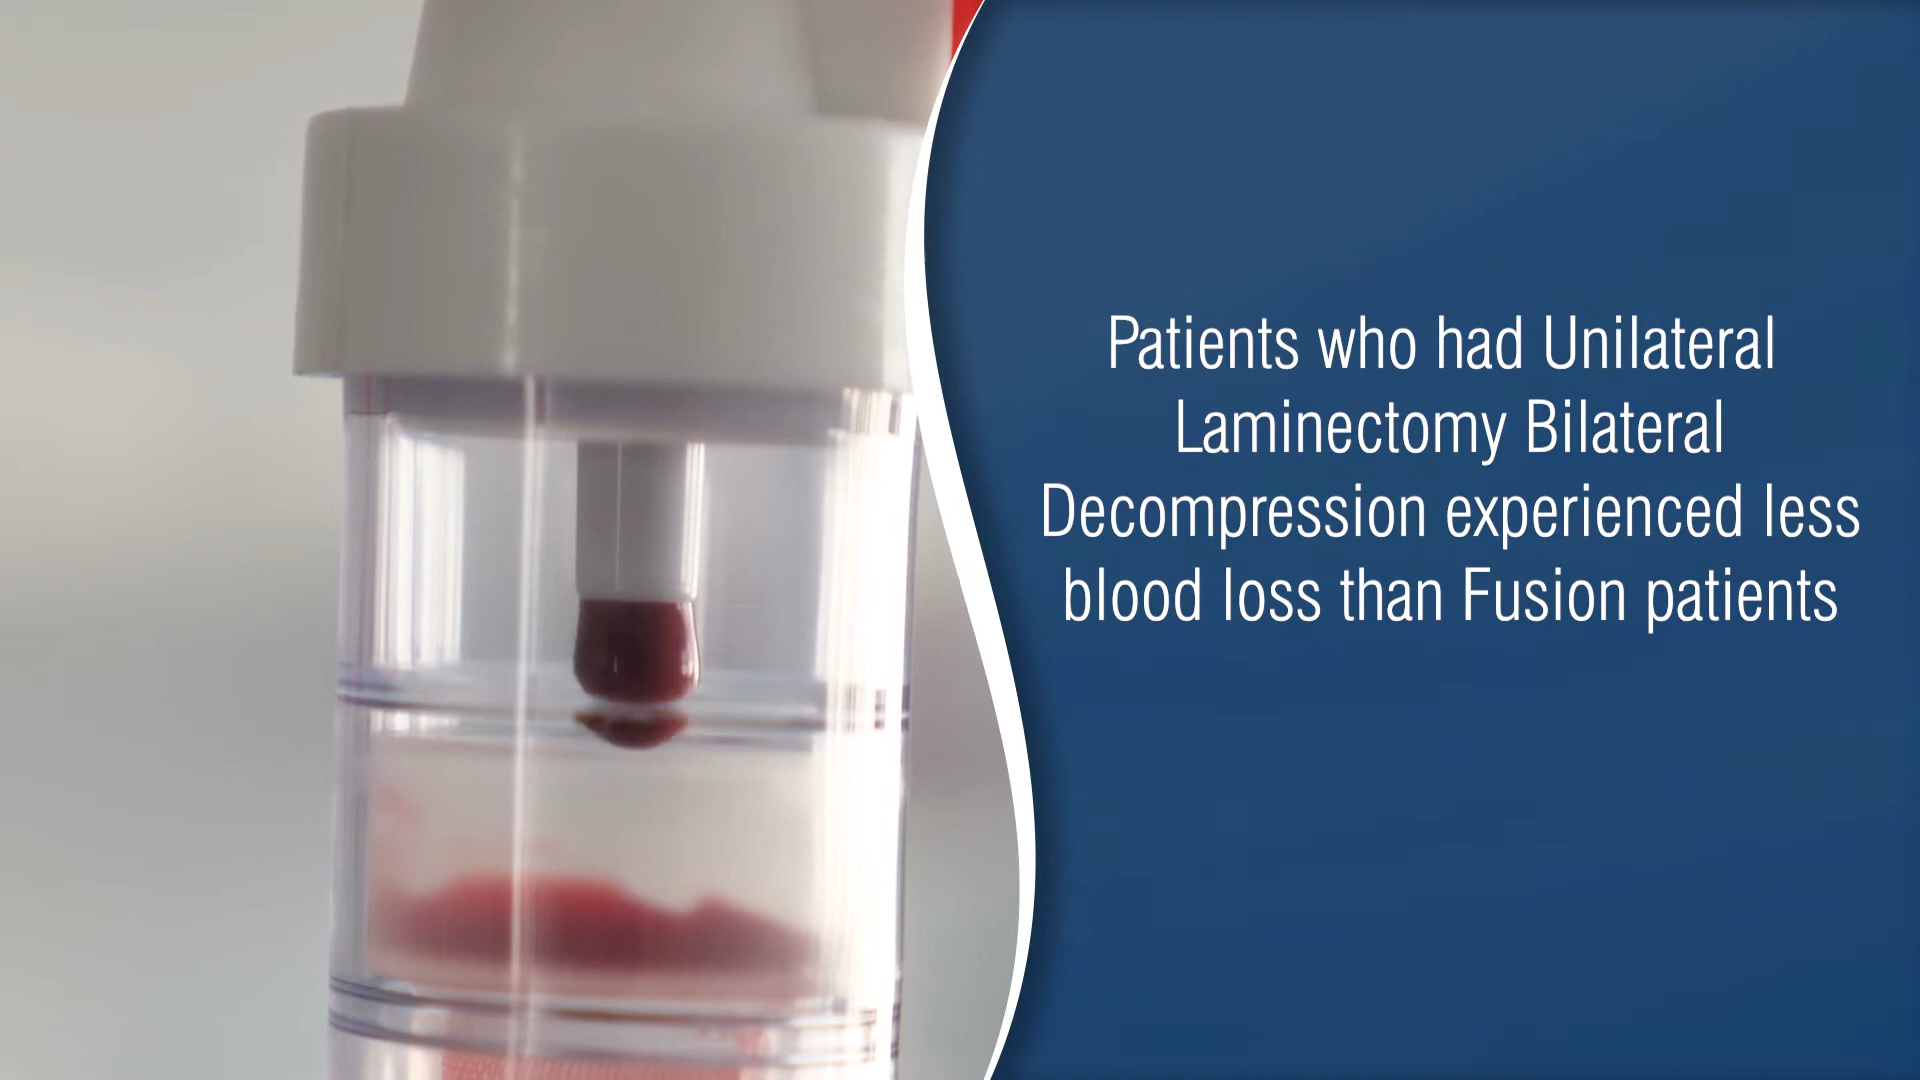 Patients who had Unilateral
Laminectomy Bilateral
Decompression experienced less
blood loss than Fusion patients